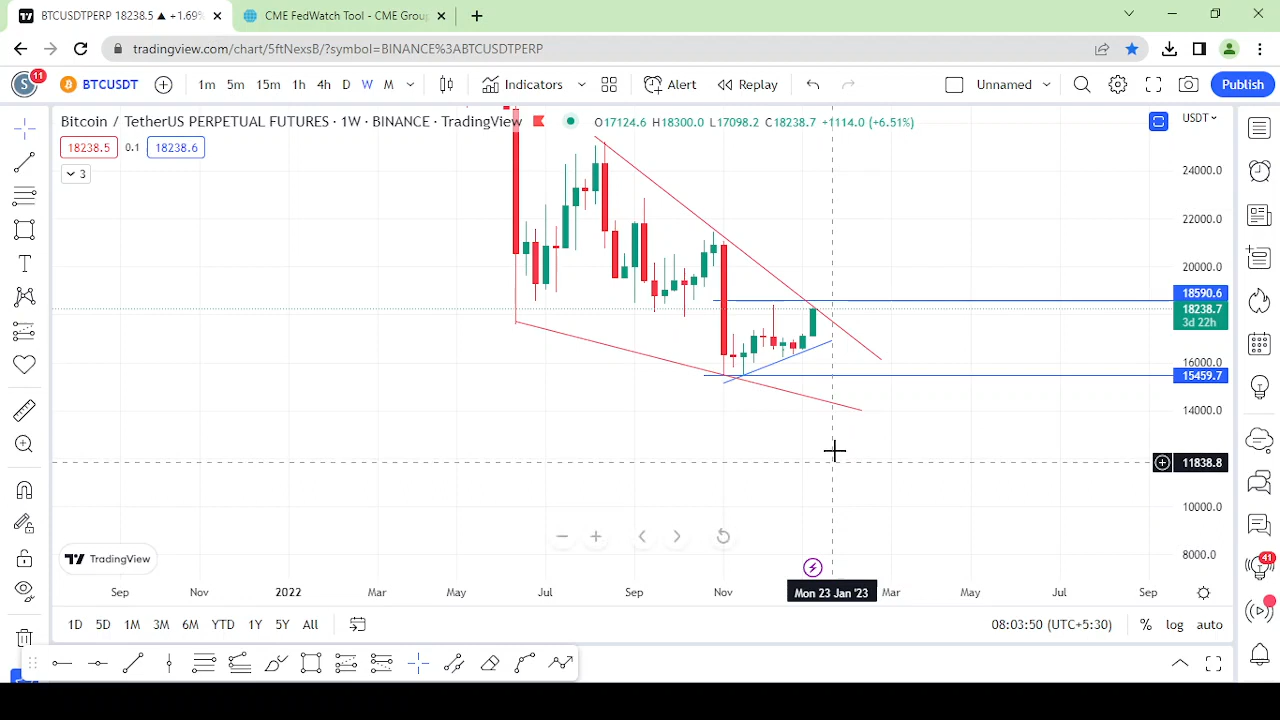 BTCUSDTPERP 18238.5 ▲ +1.69%
CME FedWatch Tool - CME Group
tradingview.com/chart/5ftNexsB/?symbol=BINANCE%3ABTCUSDTPERP
S 11
BTCUSDT 1m 5m 15m 1h 4h D W M Indicators Alert Replay Unnamed Publish
Bitcoin / TetherUS PERPETUAL FUTURES · 1W · BINANCE · TradingView O17124.6 H18300.0 L17098.2 C18238.7 +1114.0 (+6.51%) USDT
18238.5 0.1 18238.6
3
24000.0
22000.0
20000.0
18590.6
18238.7
3d 22h
16000.0
15459.7
14000.0
11838.8
10000.0
8000.0
TradingView
Sep Nov 2022 Mar May Jul Sep Nov Mon 23 Jan '23 Mar May Jul Sep
1D 5D 1M 3M 6M YTD 1Y 5Y All 08:03:50 (UTC+5:30) % log auto
41